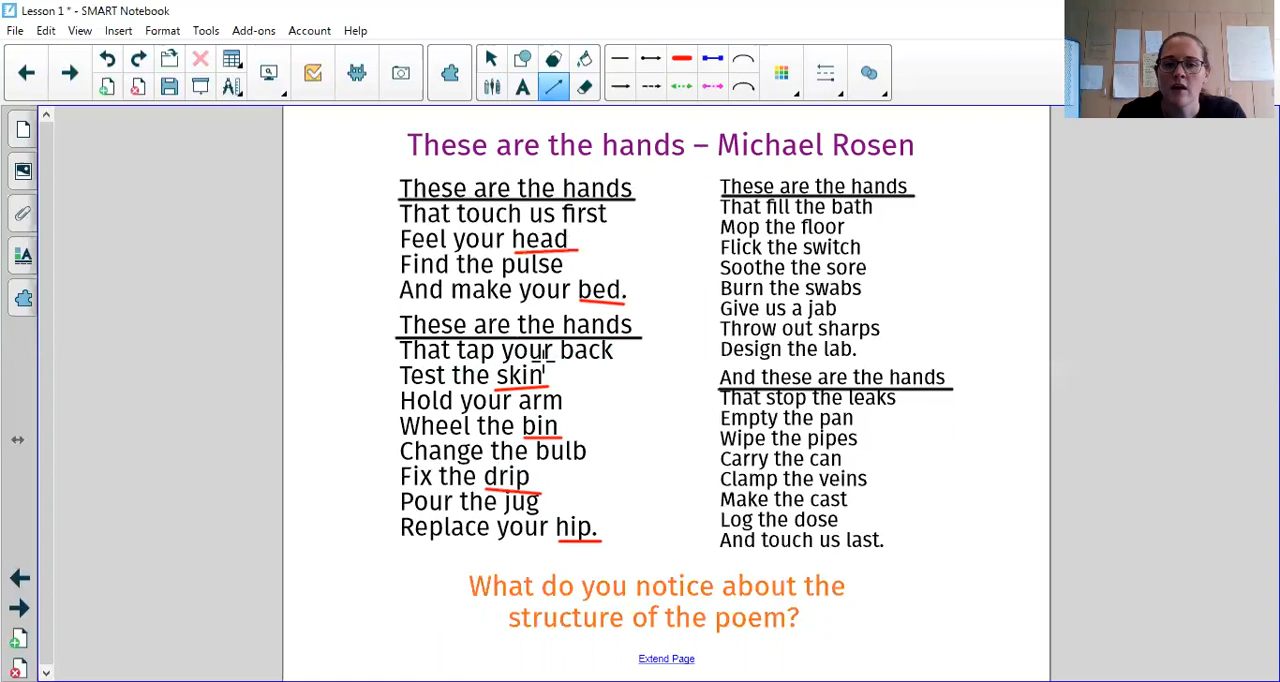 Lesson 1 * - SMART Notebook
File Edit View Insert Format Tools Add-ons Account Help
These are the hands – Michael Rosen
These are the hands
That touch us first
Feel your head
Find the pulse
And make your bed.
These are the hands
That tap your back
Test the skin
Hold your arm
Wheel the bin
Change the bulb
Fix the drip
Pour the jug
Replace your hip.
These are the hands
That fill the bath
Mop the floor
Flick the switch
Soothe the sore
Burn the swabs
Give us a jab
Throw out sharps
Design the lab.
And these are the hands
That stop the leaks
Empty the pan
Wipe the pipes
Carry the can
Clamp the veins
Make the cast
Log the dose
And touch us last.
What do you notice about the
structure of the poem?
Extend Page